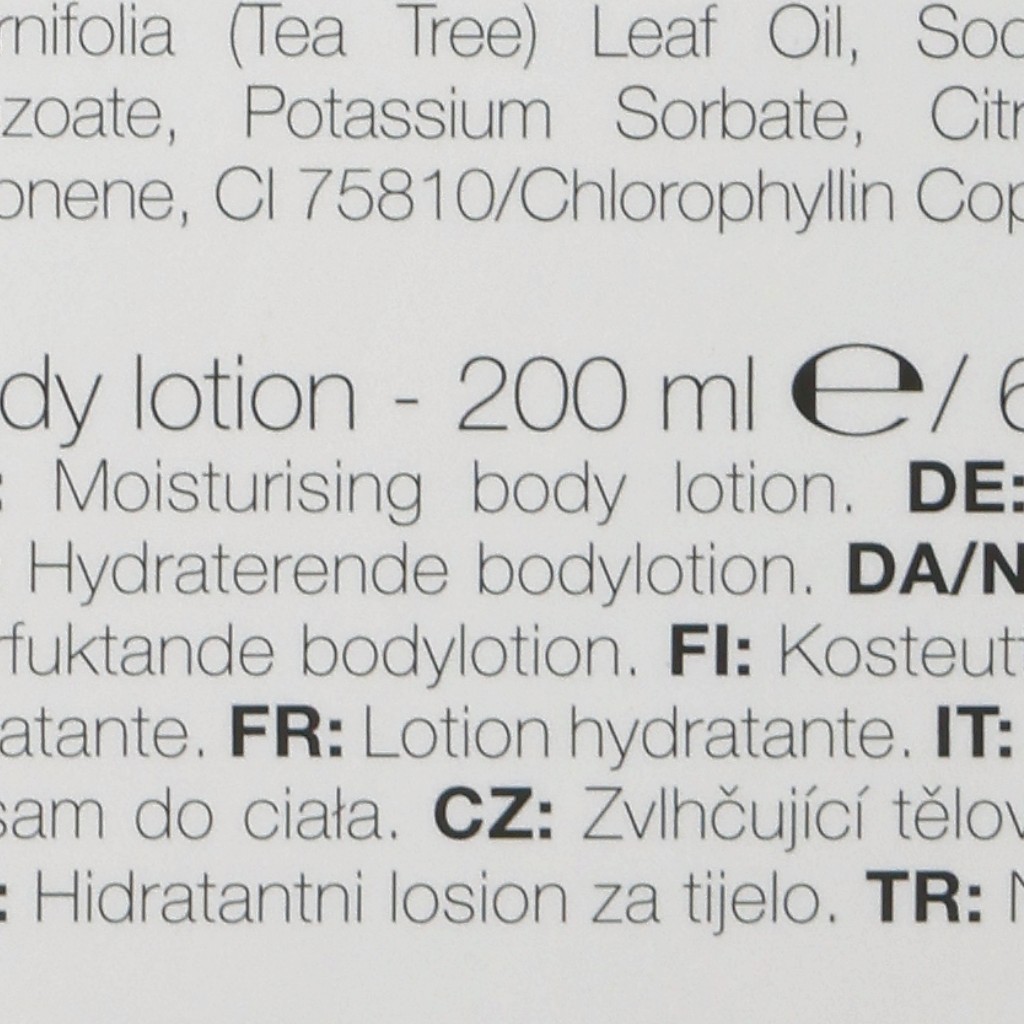 rnifolia (Tea Tree) Leaf Oil, Sod
zoate, Potassium Sorbate, Citr
onene, CI 75810/Chlorophyllin Cop
dy lotion - 200 ml ℮/ 6
: Moisturising body lotion. DE:
Hydraterende bodylotion. DA/N
rfuktande bodylotion. FI: Kosteutt
atante. FR: Lotion hydratante. IT:
sam do ciała. CZ: Zvlhčující tělov
: Hidratantni losion za tijelo. TR: N